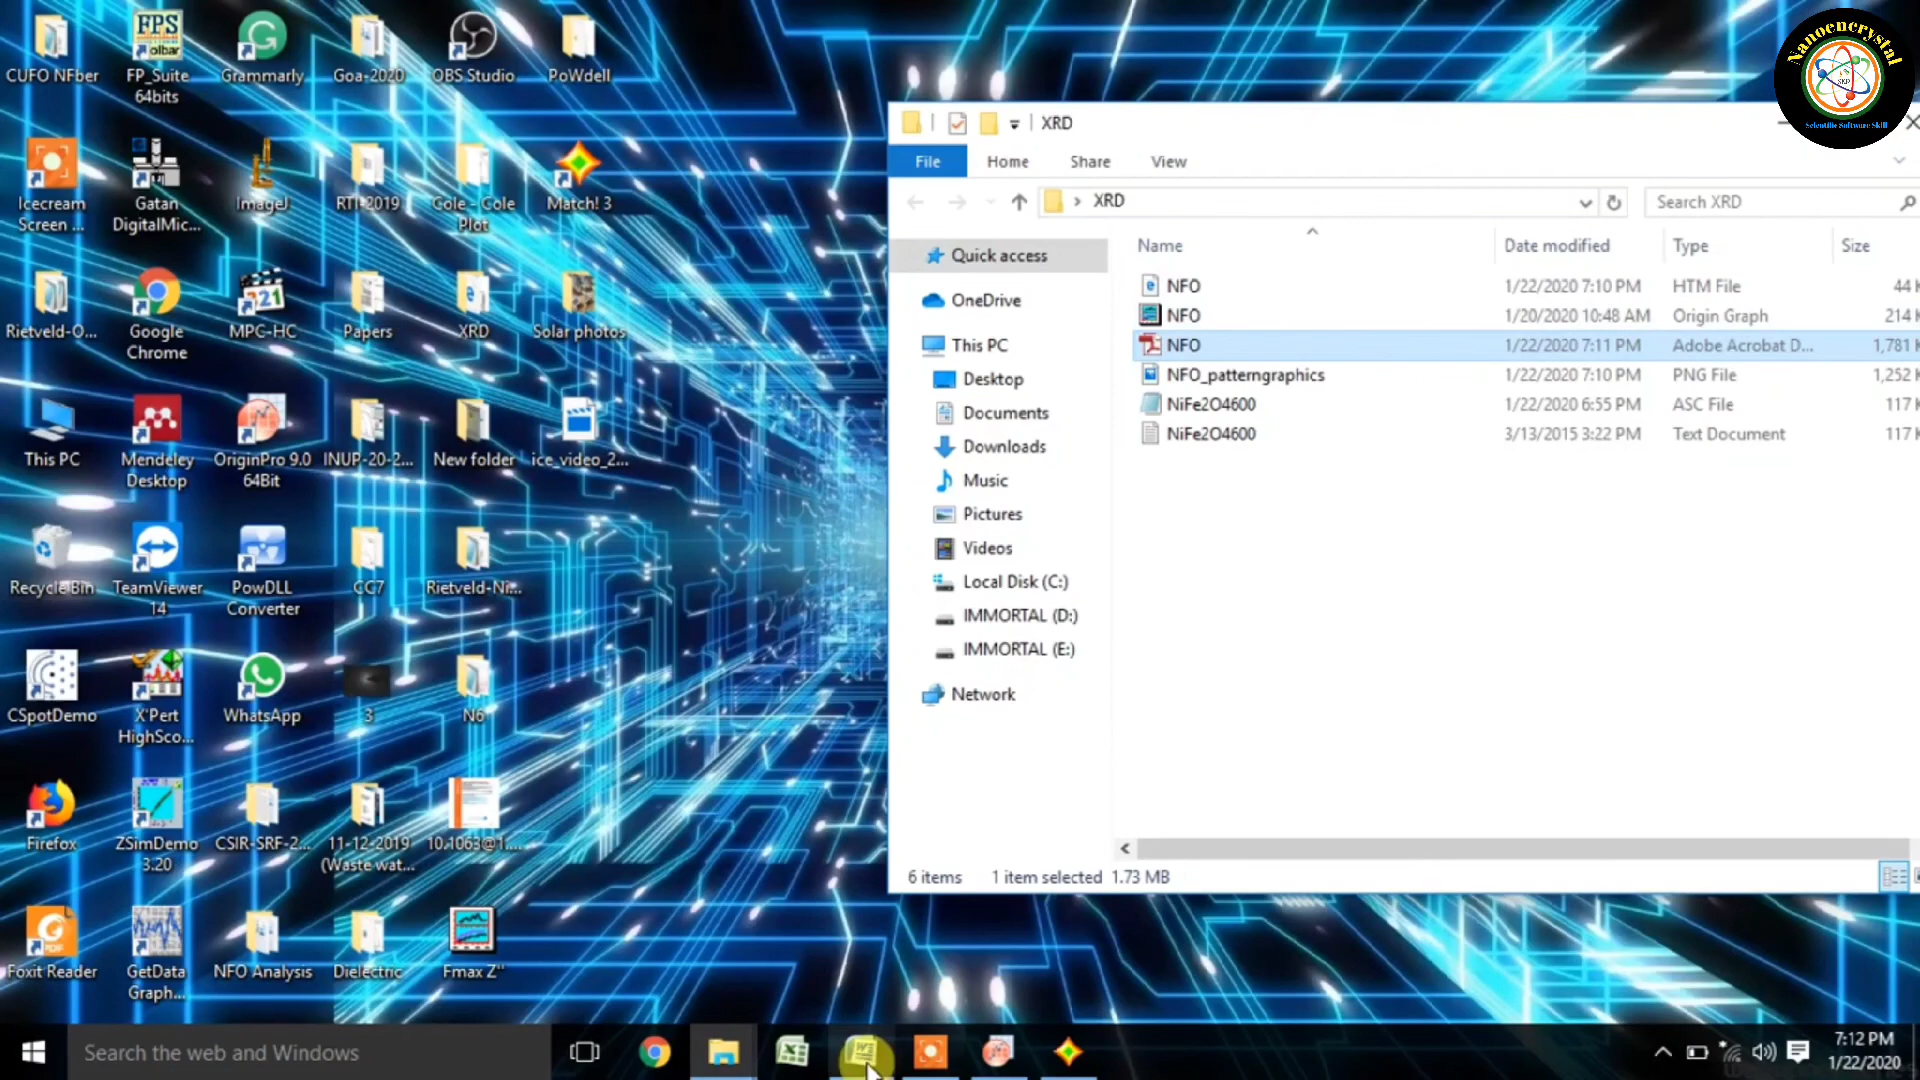 CUFO NFber
FPS
olbar
FP_Suite
64bits
Grammarly
Goa-2020
OBS Studio
PoWdell
Icecream
Screen ...
Gatan
DigitalMic...
ImageJ
RTI-2019
Cole - Cole
Plot
Match! 3
Rietveld-O...
Google
Chrome
321
MPC-HC
Papers
XRD
Solar photos
This PC
Mendeley
Desktop
OriginPro 9.0
64Bit
INUP-20-2...
New folder
ice_video_2...
Recycle Bin
TeamViewer
14
PowDLL
Converter
CC7
Rietveld-Ni...
CSpotDemo
X'Pert
HighSco...
WhatsApp
3
N6
Firefox
ZSimDemo
3.20
CSIR-SRF-2...
11-12-2019
(Waste wat...
10.1063@1....
Foxit Reader
GetData
Graph...
NFO Analysis
Dielectric
Fmax Z''
Nanoencrystal
SKD
Scientific Software Skill
XRD
File Home Share View
XRD
Search XRD
Name Date modified Type Size
Quick access
OneDrive
This PC
Desktop
Documents
Downloads
Music
Pictures
Videos
Local Disk (C:)
IMMORTAL (D:)
IMMORTAL (E:)
Network
NFO 1/22/2020 7:10 PM HTM File 44 K
NFO 1/20/2020 10:48 AM Origin Graph 214 K
NFO 1/22/2020 7:11 PM Adobe Acrobat D... 1,781 K
NFO_patterngraphics 1/22/2020 7:10 PM PNG File 1,252 K
NiFe2O4600 1/22/2020 6:55 PM ASC File 117 K
NiFe2O4600 3/13/2015 3:22 PM Text Document 117 K
6 items 1 item selected 1.73 MB
Search the web and Windows
7:12 PM
1/22/2020